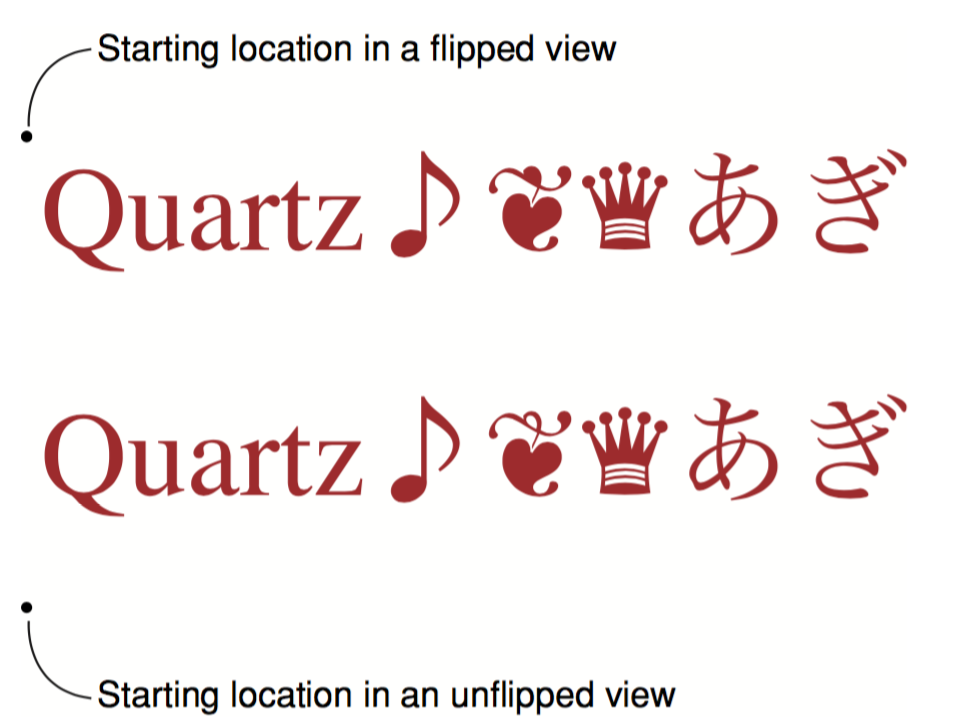 Starting location in a flipped view
Quartz♪❦♛あぎ
Quartz♪❦♛あぎ
Starting location in an unflipped view